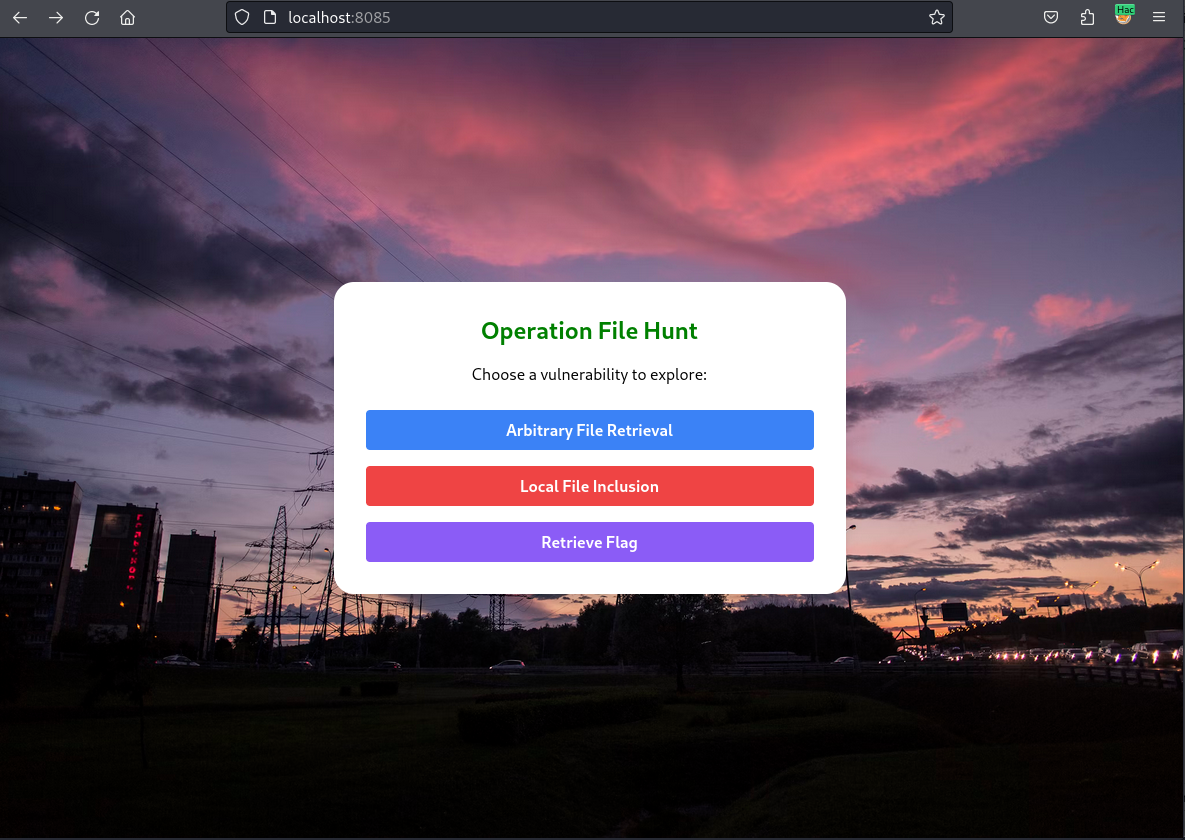 Hac
localhost:8085
Operation File Hunt
Choose a vulnerability to explore:
Arbitrary File Retrieval
Local File Inclusion
Retrieve Flag